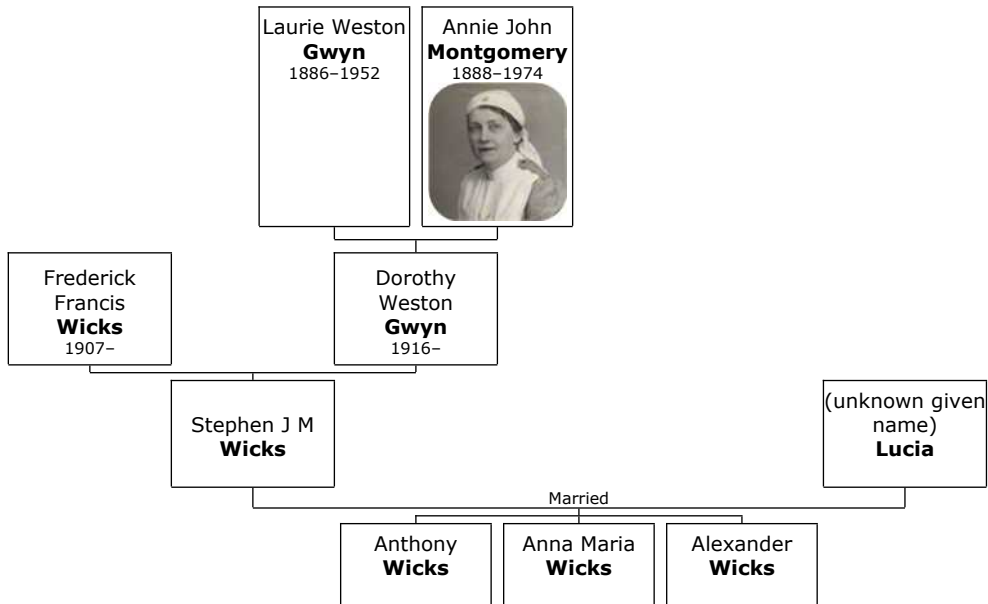 Laurie Weston
Gwyn
1886–1952
Annie John
Montgomery
1888–1974
Frederick
Francis
Wicks
1907–
Dorothy
Weston
Gwyn
1916–
Stephen J M
Wicks
(unknown given
name)
Lucia
Married
Anthony
Wicks
Anna Maria
Wicks
Alexander
Wicks